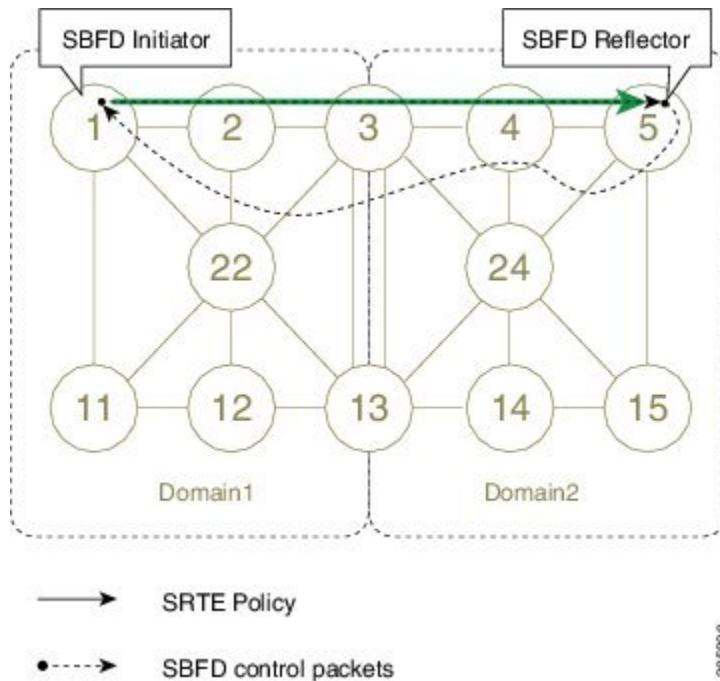 SBFD Initiator
SBFD Reflector
1
2
3
4
5
22
24
11
12
13
14
15
Domain1
Domain2
SRTE Policy
SBFD control packets